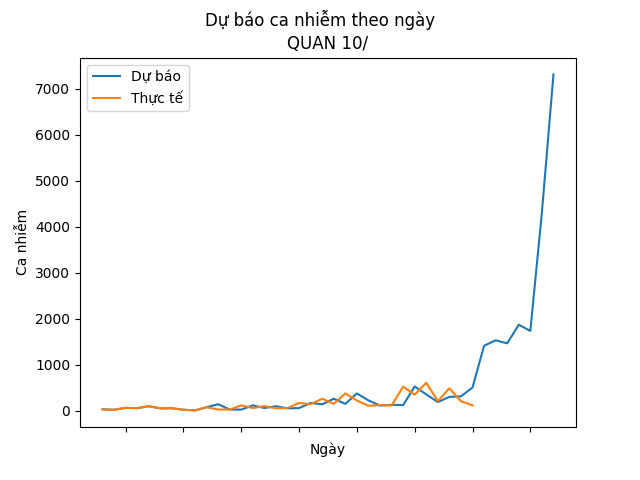 Dự báo ca nhiễm theo ngày
QUAN 10/
Dự báo
Thực tế
7000
6000
5000
4000
3000
2000
1000
0
Ca nhiễm
Ngày